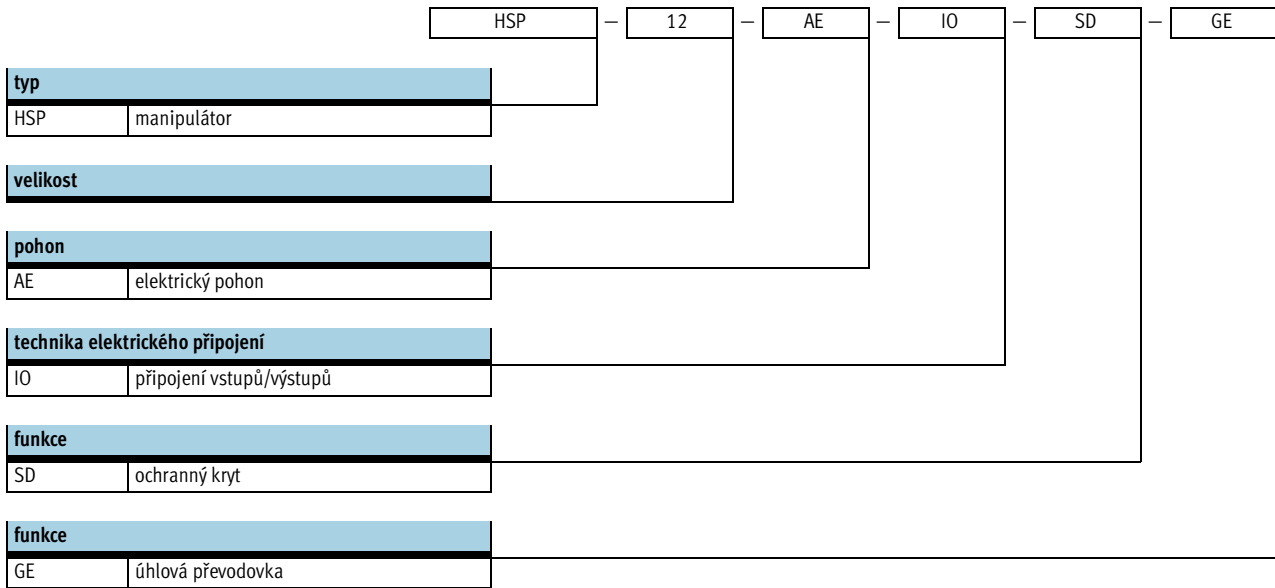 HSP – 12 – AE – IO – SD – GE
typ
HSP manipulátor
velikost
pohon
AE elektrický pohon
technika elektrického připojení
IO připojení vstupů/výstupů
funkce
SD ochranný kryt
funkce
GE úhlová převodovka